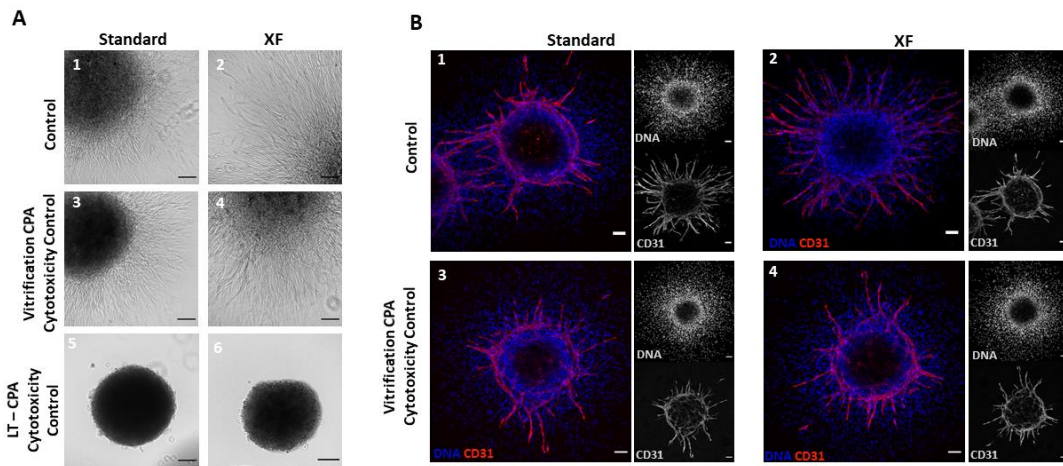 A
Standard
XF
Control
1
2
Vitrification CPA
Cytotoxicity Control
3
4
LT – CPA
Cytotoxicity
Control
5
6
B
Standard
XF
Control
1
DNA
CD31
2
DNA CD31
DNA
CD31
Vitrification CPA
Cytotoxicity Control
3
DNA CD31
DNA
CD31
4
DNA CD31
DNA
CD31